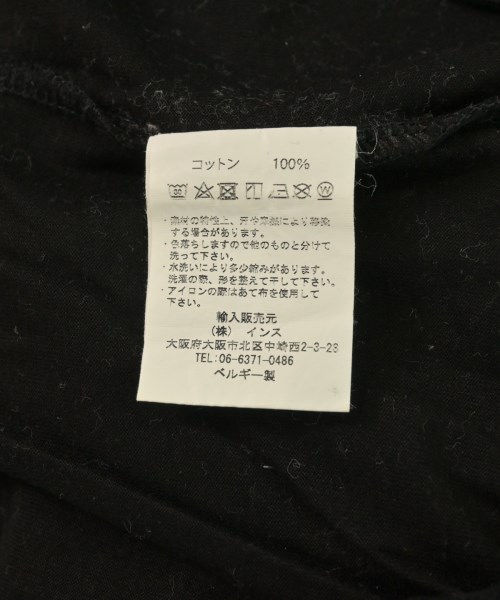 コットン 100%
・素材の特性上、汗や摩擦により移染
する場合があります。
・色落ちしますので他のものと分けて
洗って下さい。
・水洗いにより多少縮みがあります。
洗濯の際、形を整えて干して下さい。
・アイロンの際はあて布を使用して
下さい。
輸入販売元
(株) インス
大阪府大阪市北区中崎西2-3-28
TEL:06-6371-0486
ベルギー製